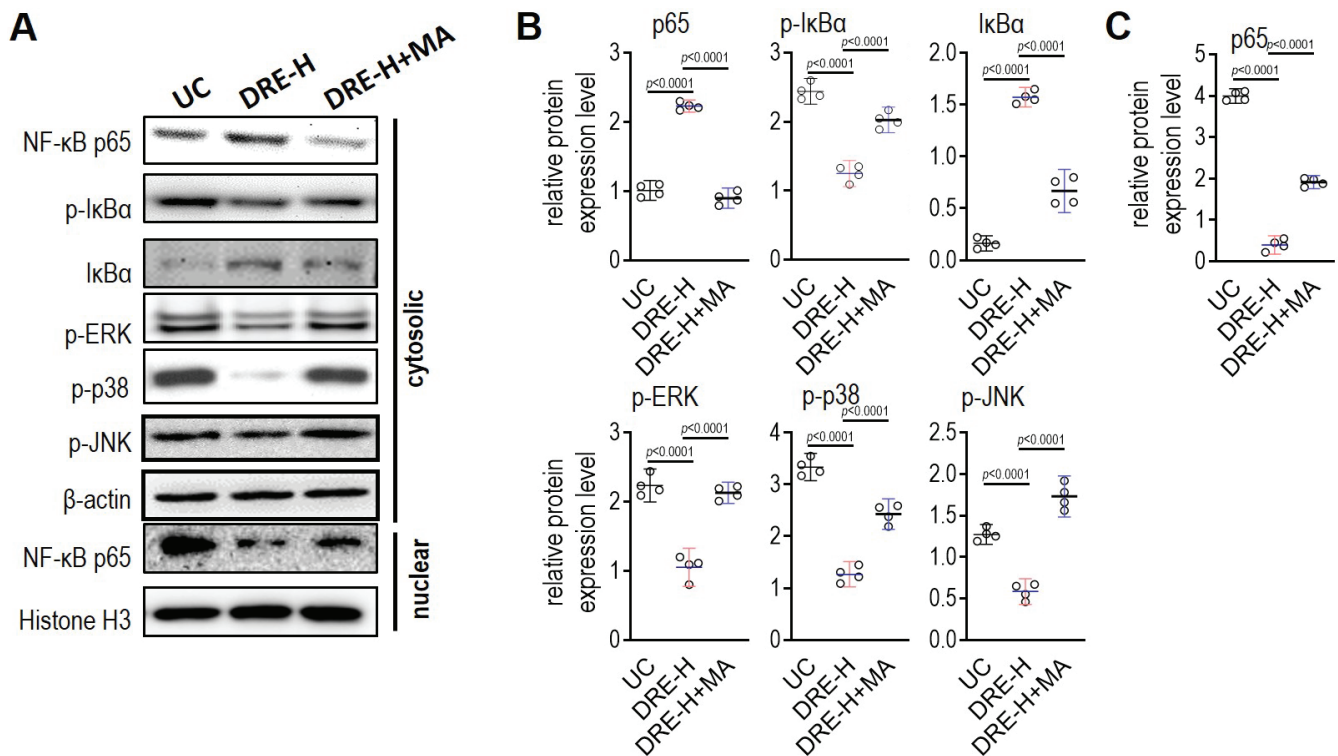 A
UC
DRE-H
DRE-H+MA
NF-κB p65
p-IκBα
IκBα
p-ERK
p-p38
p-JNK
β-actin
NF-κB p65
Histone H3
cytosolic
nuclear
B
relative protein
expression level
p65
p<0.0001
p<0.0001
3
2
1
0
UC
DRE-H
DRE-H+MA
p-IκBα
p<0.0001
p<0.0001
3
2
1
0
UC
DRE-H
DRE-H+MA
IκBα
p<0.0001
p<0.0001
2.0
1.5
1.0
0.5
0.0
UC
DRE-H
DRE-H+MA
C
relative protein
expression level
p65
p<0.0001
p<0.0001
5
4
3
2
1
0
UC
DRE-H
DRE-H+MA
relative protein
expression level
p-ERK
p<0.0001
p<0.0001
3
2
1
0
UC
DRE-H
DRE-H+MA
p-p38
p<0.0001
p<0.0001
4
3
2
1
0
UC
DRE-H
DRE-H+MA
p-JNK
p<0.0001
p<0.0001
2.5
2.0
1.5
1.0
0.5
0.0
UC
DRE-H
DRE-H+MA